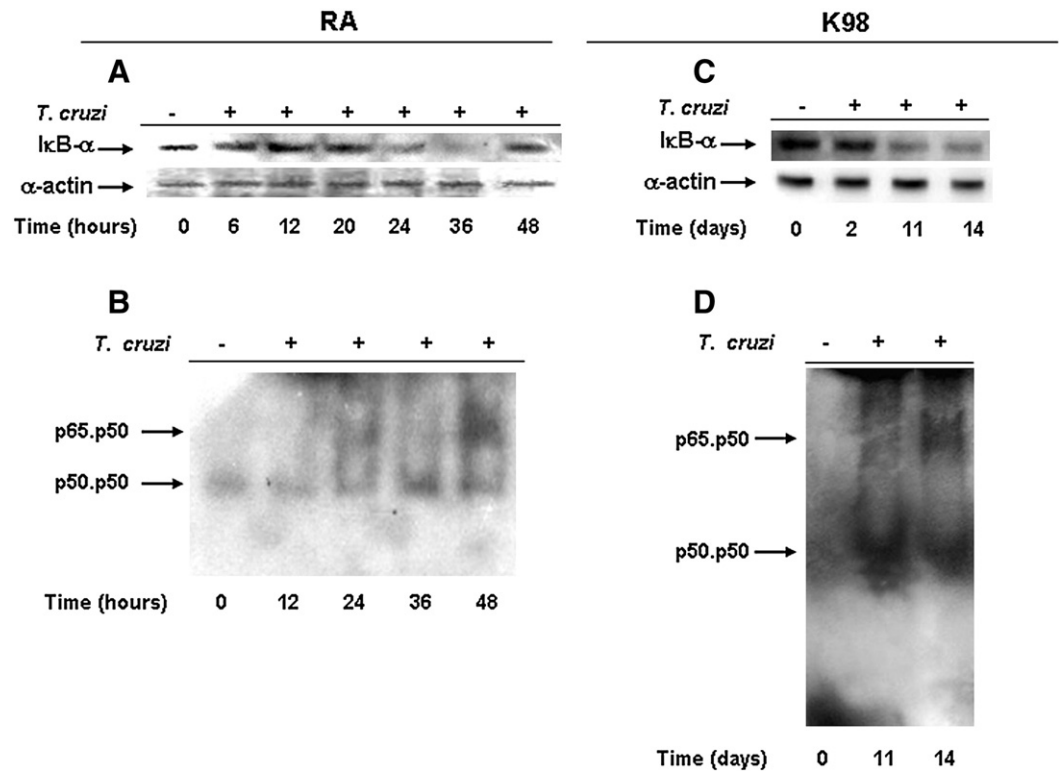 RA
A
T. cruzi - + + + + + +
IκB-α
α-actin
Time (hours) 0 6 12 20 24 36 48
B
T. cruzi - + + + +
p65.p50
p50.p50
Time (hours) 0 12 24 36 48
K98
C
T. cruzi - + + +
IκB-α
α-actin
Time (days) 0 2 11 14
D
T. cruzi - + +
p65.p50
p50.p50
Time (days) 0 11 14